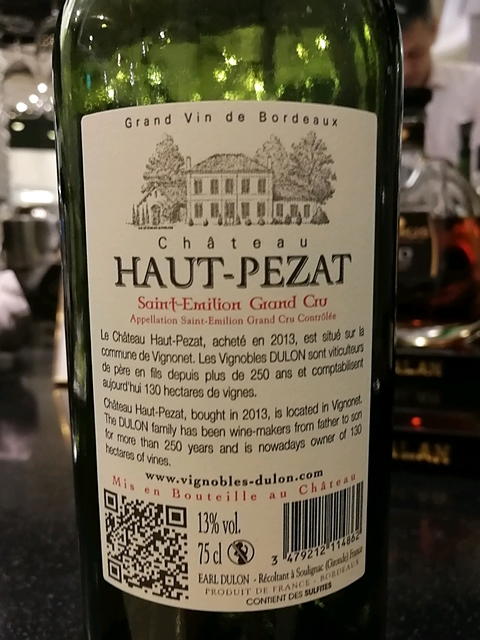 Grand Vin de Bordeaux
Château
HAUT-PEZAT
Saint-Emilion Grand Cru
Appellation Saint-Emilion Grand Cru Contrôlée
Le Château Haut-Pezat, acheté en 2013, est situé sur la
commune de Vignonet. Les Vignobles DULON sont viticulteurs
de père en fils depuis plus de 250 ans et comptabilisent
aujourd'hui 130 hectares de vignes.
Château Haut-Pezat, bought in 2013, is located in Vignonet.
The DULON family has been wine-makers from father to son
for more than 250 years and is nowadays owner of 130
hectares of vines.
www.vignobles-dulon.com
Mis en Bouteille au Château
13% vol.
75 cl
3 479212 114862
EARL DULON - Récoltant à Soulignac (Gironde) France
PRODUIT DE FRANCE - BORDEAUX
CONTIENT DES SULFITES